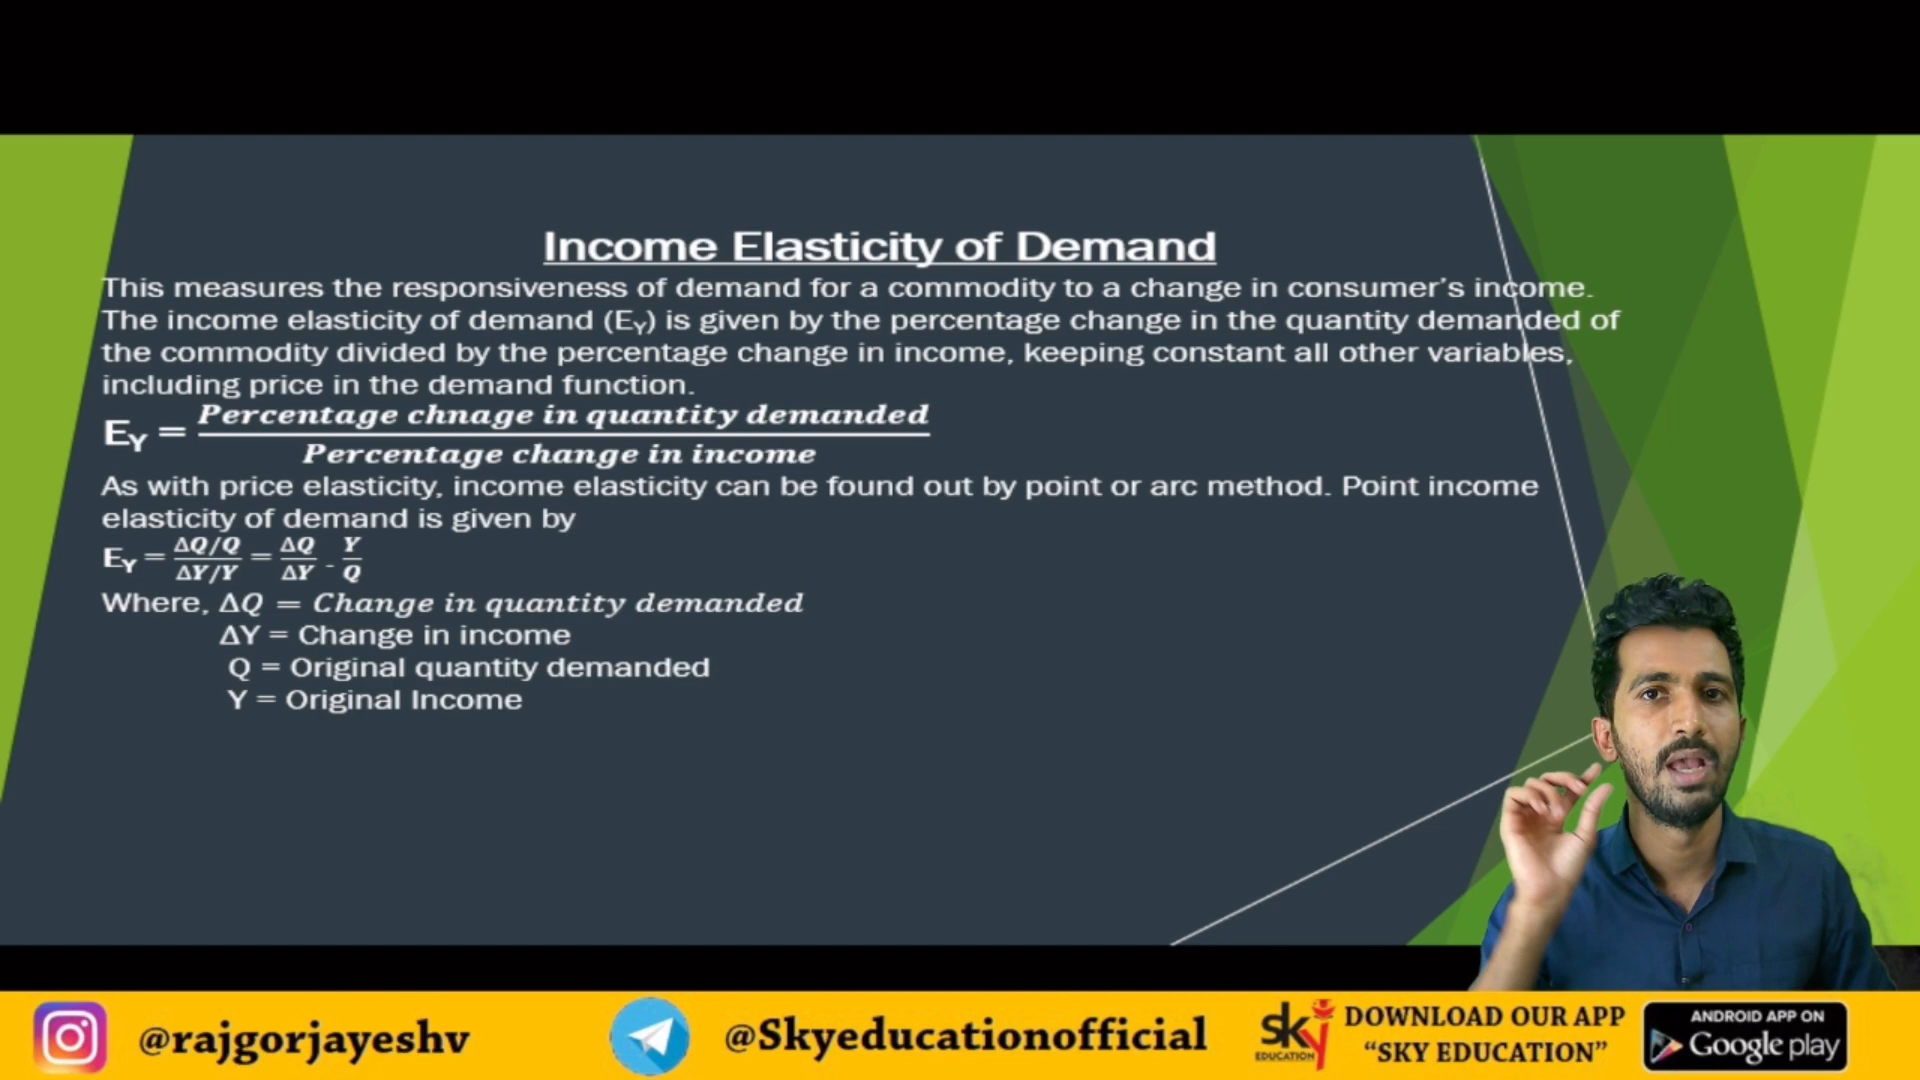 Income Elasticity of Demand
This measures the responsiveness of demand for a commodity to a change in consumer's income.
The income elasticity of demand (EY) is given by the percentage change in the quantity demanded of
the commodity divided by the percentage change in income, keeping constant all other variables,
including price in the demand function.
EY = Percentage chnage in quantity demanded / Percentage change in income
As with price elasticity, income elasticity can be found out by point or arc method. Point income
elasticity of demand is given by
EY = ΔQ/Q / ΔY/Y = ΔQ/ΔY - Y/Q
Where, ΔQ = Change in quantity demanded
ΔY = Change in income
Q = Original quantity demanded
Y = Original Income
@rajgorjayeshv
@Skyeducationofficial
sky
EDUCATION
DOWNLOAD OUR APP
“SKY EDUCATION”
ANDROID APP ON
Google play